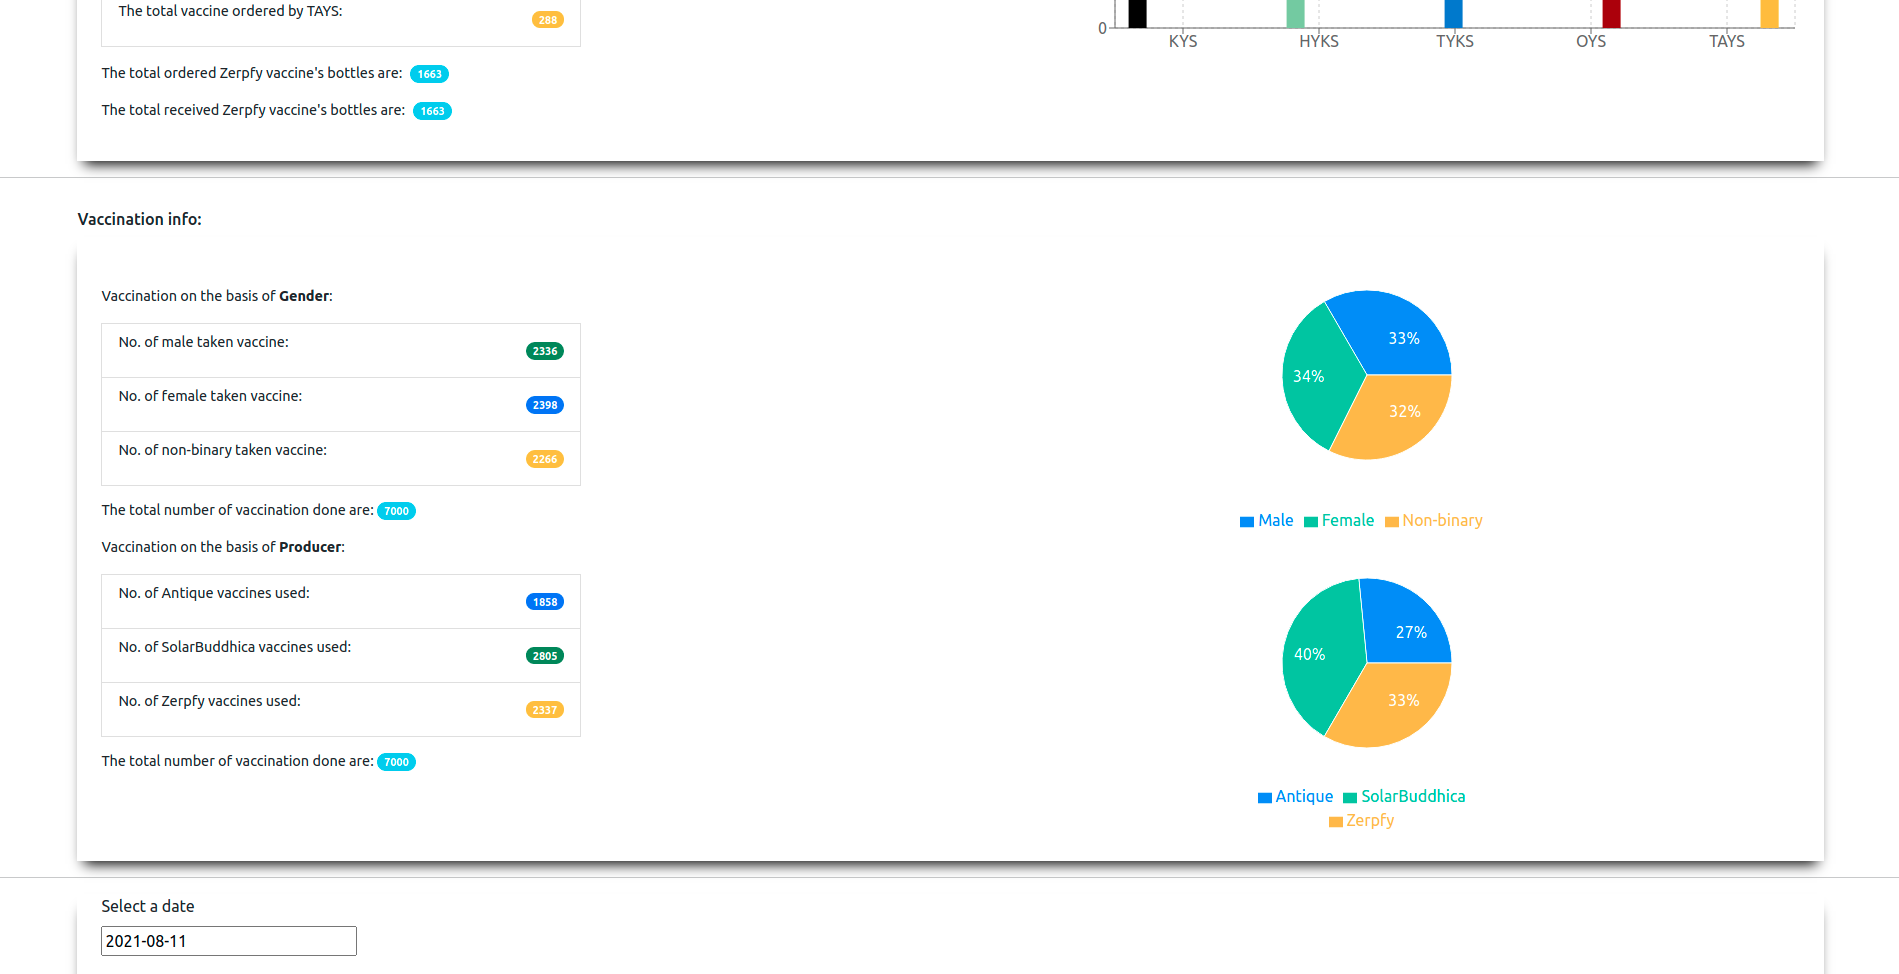 The total vaccine ordered by TAYS: 288
0
KYS HYKS TYKS OYS TAYS
The total ordered Zerpfy vaccine's bottles are: 1663
The total received Zerpfy vaccine's bottles are: 1663
Vaccination info:
Vaccination on the basis of Gender:
No. of male taken vaccine: 2336
No. of female taken vaccine: 2398
No. of non-binary taken vaccine: 2266
The total number of vaccination done are: 7000
33%
34%
32%
Male Female Non-binary
Vaccination on the basis of Producer:
No. of Antique vaccines used: 1858
No. of SolarBuddhica vaccines used: 2805
No. of Zerpfy vaccines used: 2337
The total number of vaccination done are: 7000
27%
40%
33%
Antique SolarBuddhica
Zerpfy
Select a date
2021-08-11